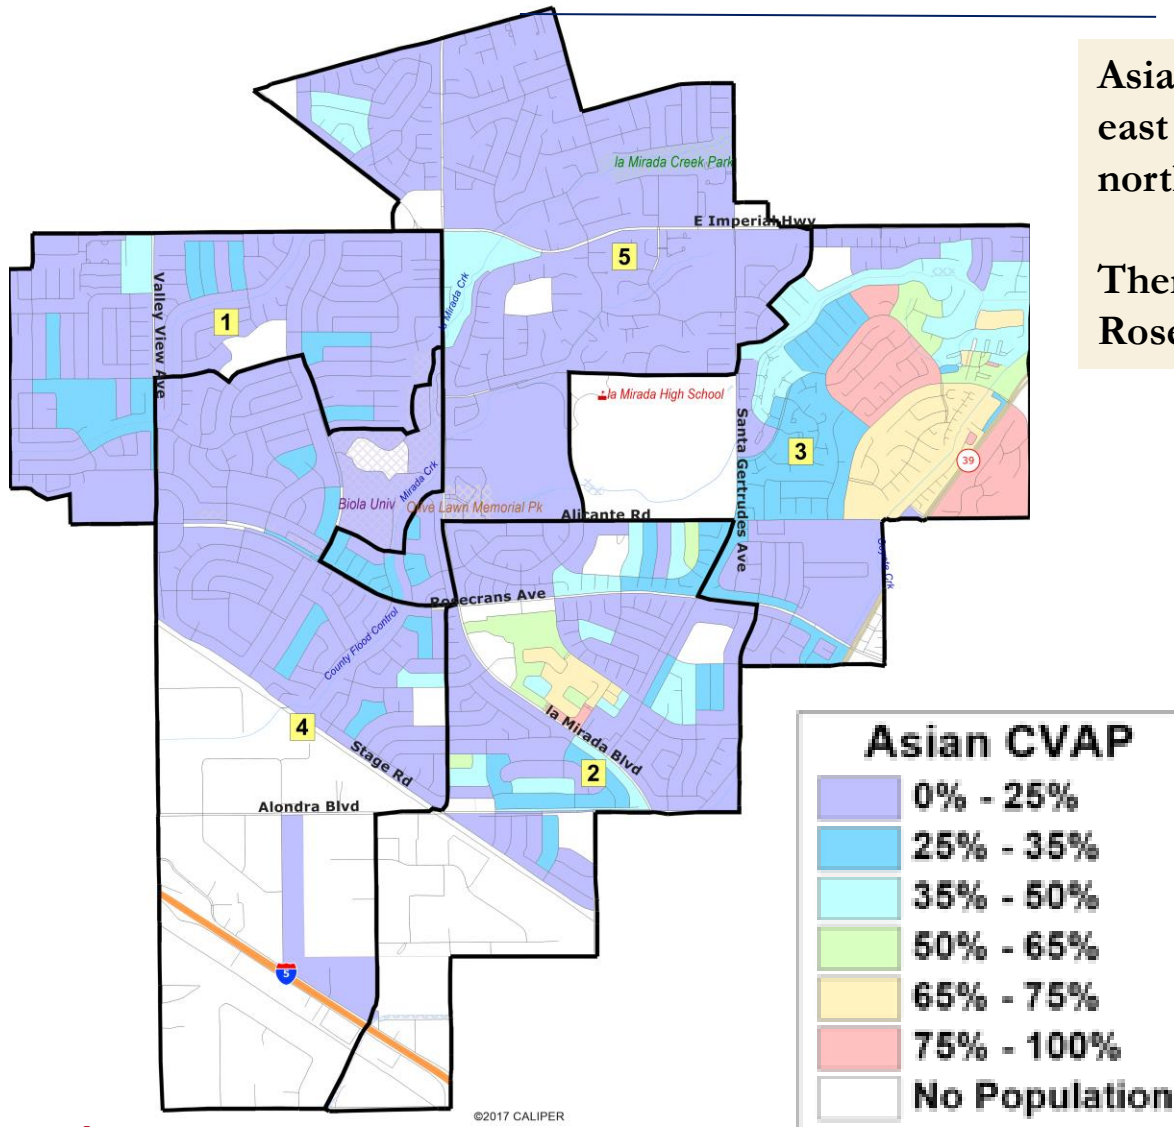 Asia
east
north
Ther
Rose
la Mirada Creek Park
E Imperial Hwy
5
la Mirada Crk
Valley View Ave
1
la Mirada High School
Santa Gertrudes Ave
3
39
Biola Univ
Mirada Crk
Olive Lawn Memorial Pk
Alicante Rd
Coyote Crk
Rosecrans Ave
County Flood Control
4
Stage Rd
la Mirada Blvd
2
Alondra Blvd
5
©2017 CALIPER
Asian CVAP
0% - 25%
25% - 35%
35% - 50%
50% - 65%
65% - 75%
75% - 100%
No Population